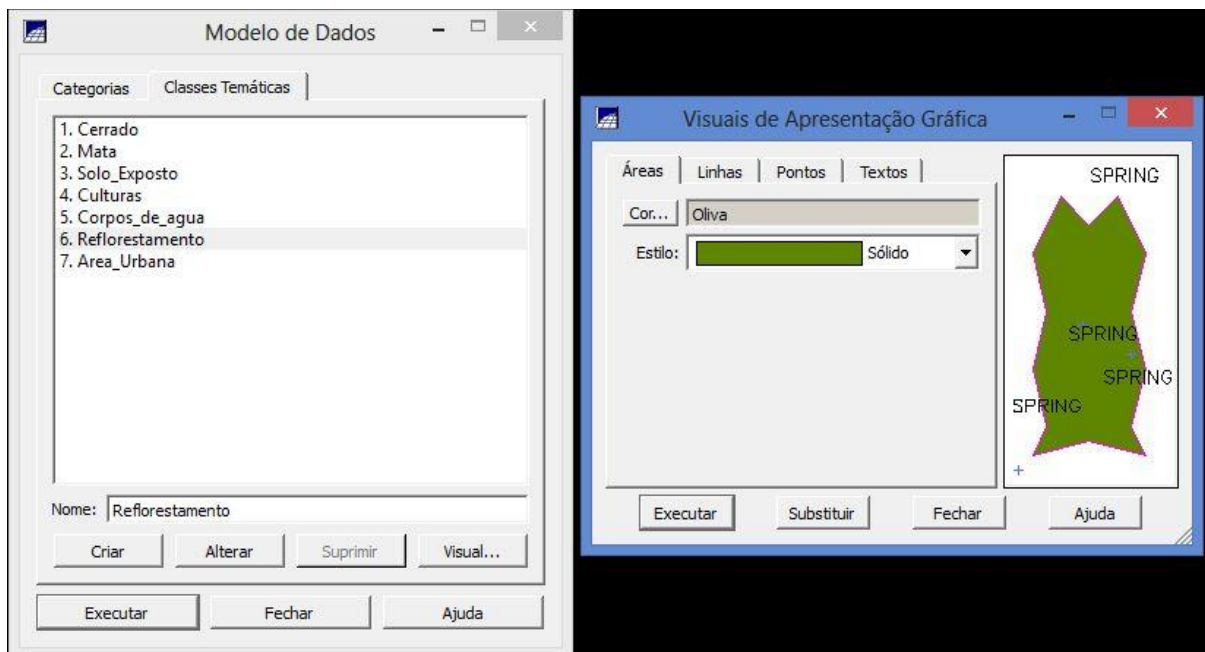 Modelo de Dados
Categorias
Classes Temáticas
1. Cerrado
2. Mata
3. Solo_Exposto
4. Culturas
5. Corpos_de_agua
6. Reflorestamento
7. Area_Urbana
Nome: Reflorestamento
Criar
Alterar
Suprimir
Visual...
Executar
Fechar
Ajuda
Visuais de Apresentação Gráfica
Áreas
Linhas
Pontos
Textos
Cor... Oliva
Estilo: Sólido
SPRING
SPRING
SPRING
SPRING
Executar
Substituir
Fechar
Ajuda